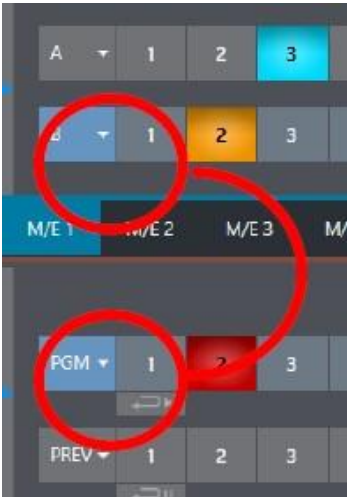 A 1 2 3
B 1 2 3
M/E 1 M/E 2 M/E 3 M/
PGM 1 2 3
PREV 1 2 3